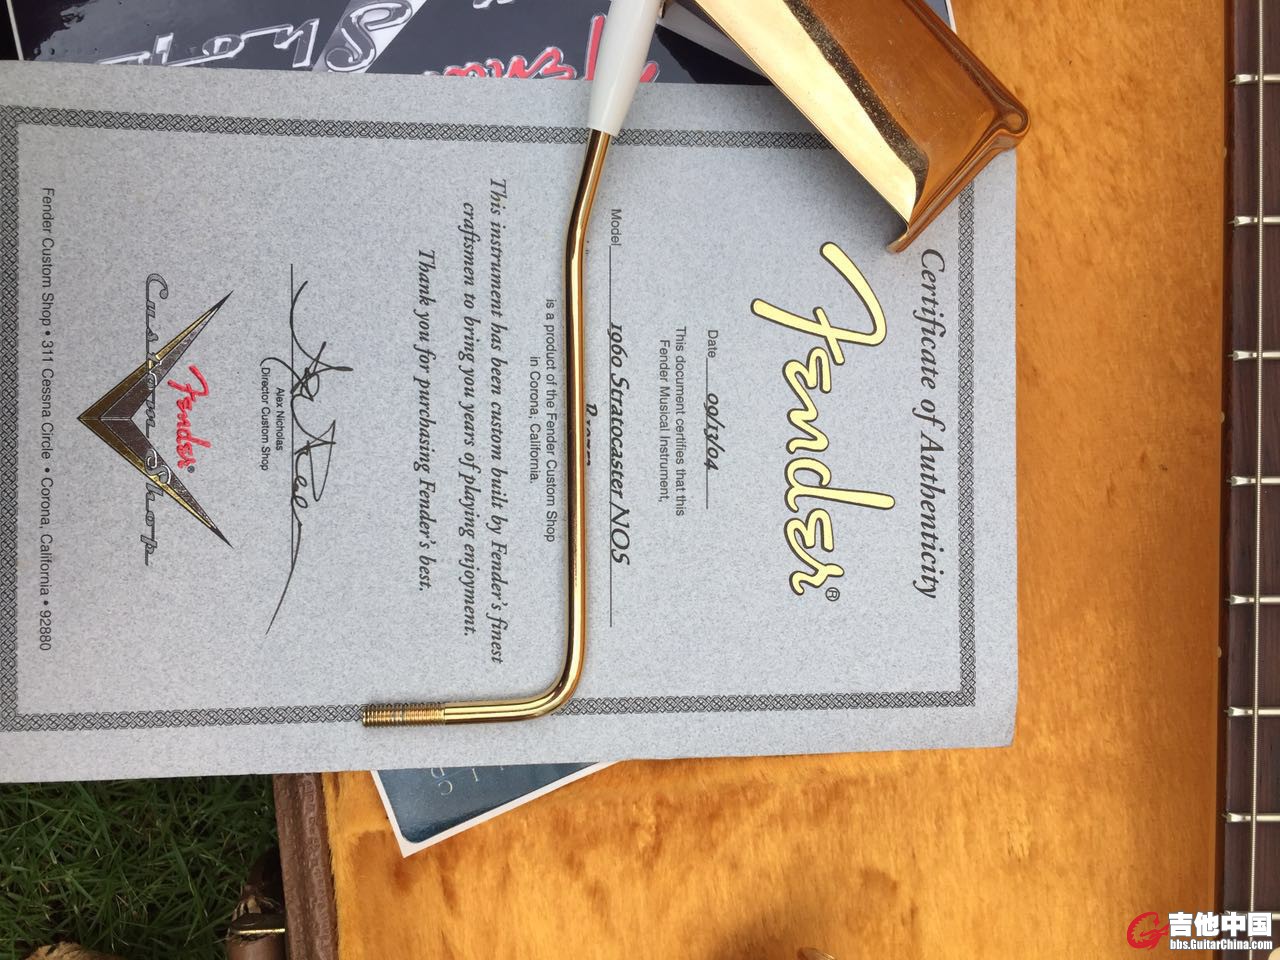 Certificate of Authenticity
Fender®
Date 09/13/04
This document certifies that this
Fender Musical Instrument,
Model 1960 Stratocaster NOS
is a product of the Fender Custom Shop
in Corona, California.
This instrument has been custom built by Fender's finest
craftsmen to bring you years of playing enjoyment.
Thank you for purchasing Fender's best.
Alex Nicholas
Director Custom Shop
Fender®
Custom Shop
Fender Custom Shop • 311 Cessna Circle • Corona, California • 92880
Fender
Shop
吉他中国
bbs.GuitarChina.com